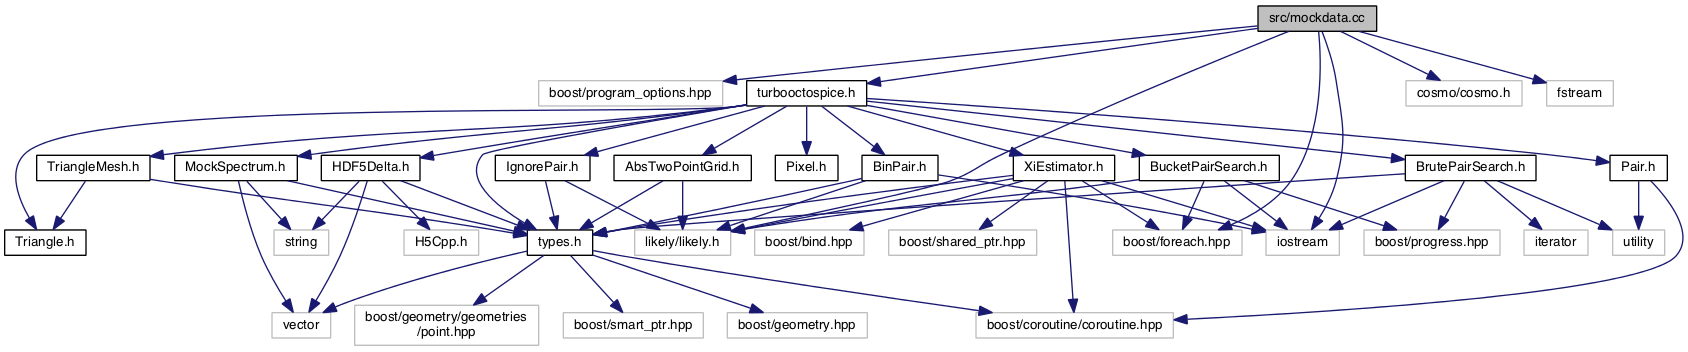 src/mockdata.cc
boost/program_options.hpp
turbooctospice.h
cosmo/cosmo.h
fstream
TriangleMesh.h
MockSpectrum.h
HDF5Delta.h
IgnorePair.h
AbsTwoPointGrid.h
Pixel.h
BinPair.h
XiEstimator.h
BucketPairSearch.h
BrutePairSearch.h
Pair.h
Triangle.h
string
H5Cpp.h
types.h
likely/likely.h
boost/bind.hpp
boost/shared_ptr.hpp
boost/foreach.hpp
iostream
boost/progress.hpp
iterator
utility
vector
boost/geometry/geometries
/point.hpp
boost/smart_ptr.hpp
boost/geometry.hpp
boost/coroutine/coroutine.hpp